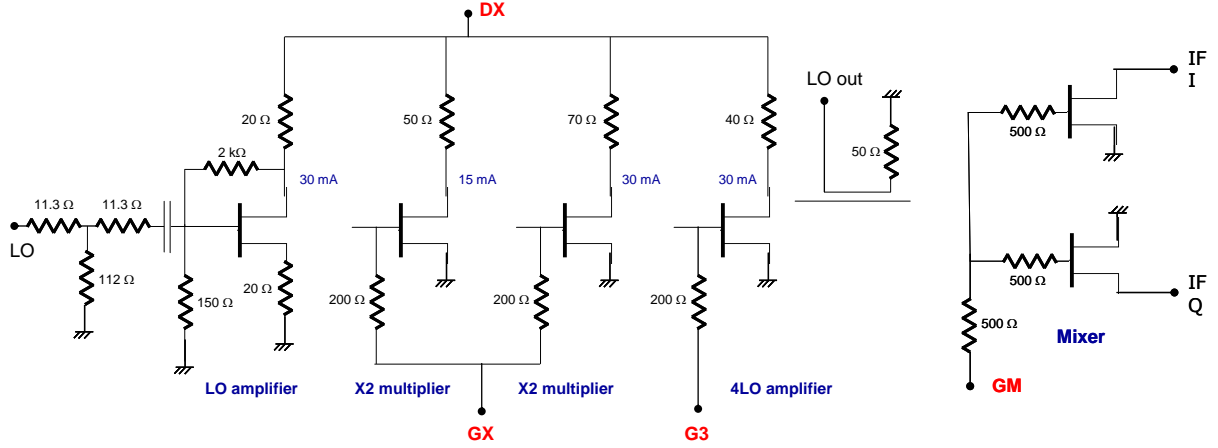 DX
IF
I
LO out
20 Ω
50 Ω
70 Ω
40 Ω
50 Ω
500 Ω
2 kΩ
30 mA
15 mA
30 mA
30 mA
11.3 Ω
11.3 Ω
LO
112 Ω
150 Ω
20 Ω
200 Ω
200 Ω
200 Ω
500 Ω
IF
Q
500 Ω
Mixer
LO amplifier
X2 multiplier
X2 multiplier
4LO amplifier
GM
GX
G3